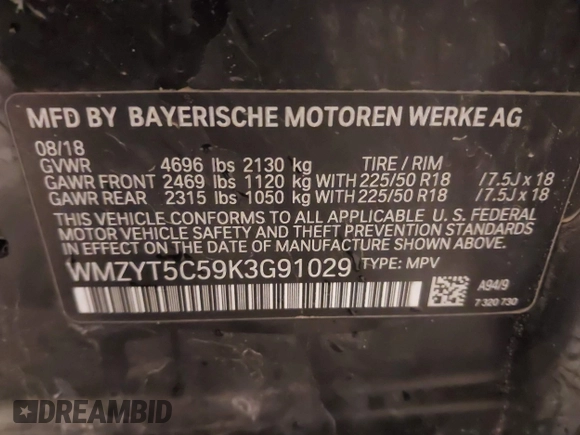 MFD BY BAYERISCHE MOTOREN WERKE AG
08/18
GVWR 4696 lbs 2130 kg TIRE / RIM
GAWR FRONT 2469 lbs 1120 kg WITH 225/50 R18 /7.5J x 18
GAWR REAR 2315 lbs 1050 kg WITH 225/50 R18 /7.5J x 18
THIS VEHICLE CONFORMS TO ALL APPLICABLE U. S. FEDERAL
MOTOR VEHICLE SAFETY AND THEFT PREVENTION STANDARDS
IN EFFECT ON THE DATE OF MANUFACTURE SHOWN ABOVE.
WMZYT5C59K3G91029 TYPE: MPV
A94/9
7 320 730
DREAMBID